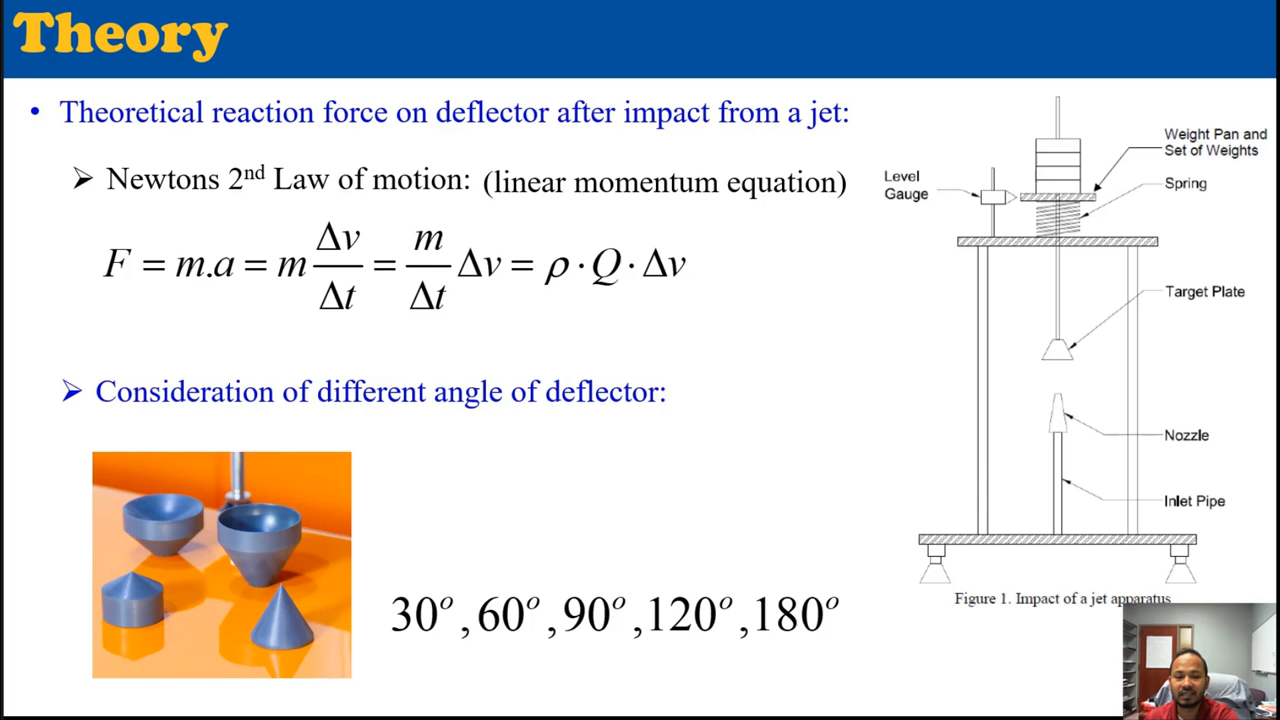 Theory
• Theoretical reaction force on deflector after impact from a jet:
➢ Newtons 2nd Law of motion: (linear momentum equation)
F = m.a = m Δv/Δt = m/Δt Δv = ρ · Q · Δv
➢ Consideration of different angle of deflector:
30º, 60º, 90º, 120º, 180º
Weight Pan and
Set of Weights
Level
Gauge
Spring
Target Plate
Nozzle
Inlet Pipe
Figure 1. Impact of a jet apparatus